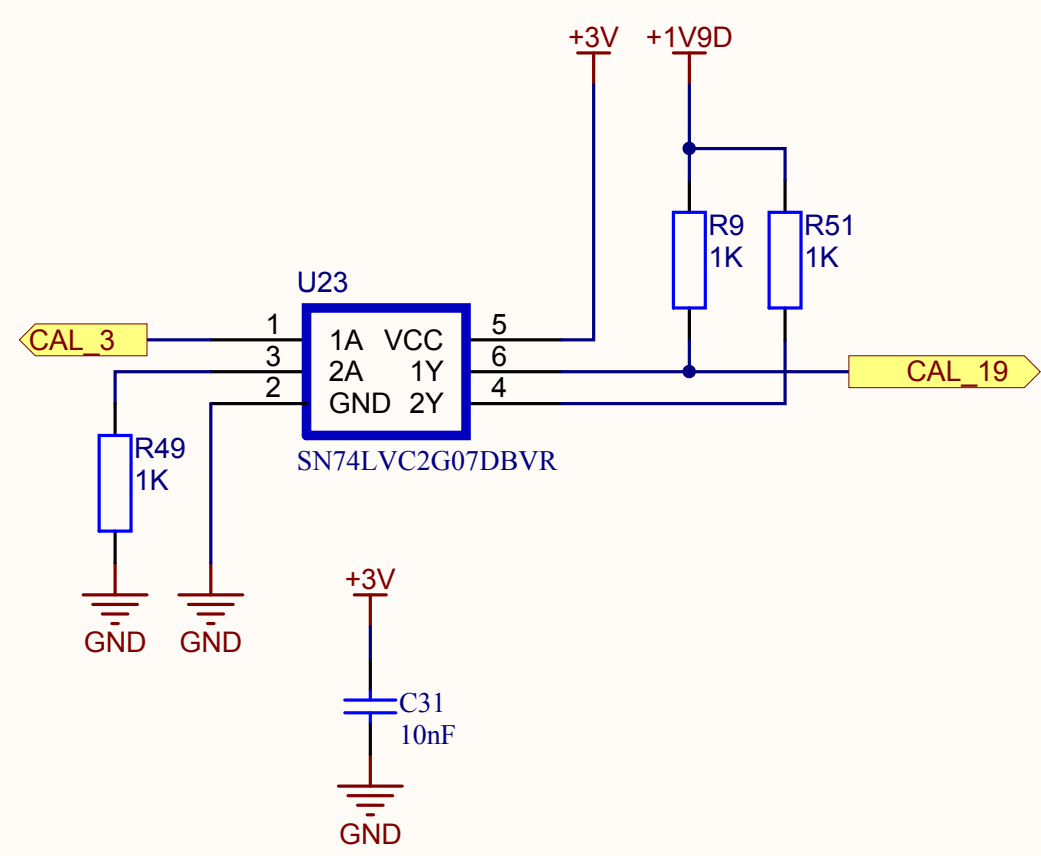 +3V +1V9D
R9 R51
1K 1K
U23
CAL_3 1 1A VCC 5
3 2A 1Y 6 CAL_19
2 GND 2Y 4
SN74LVC2G07DBVR
R49
1K
GND GND
+3V
C31
10nF
GND